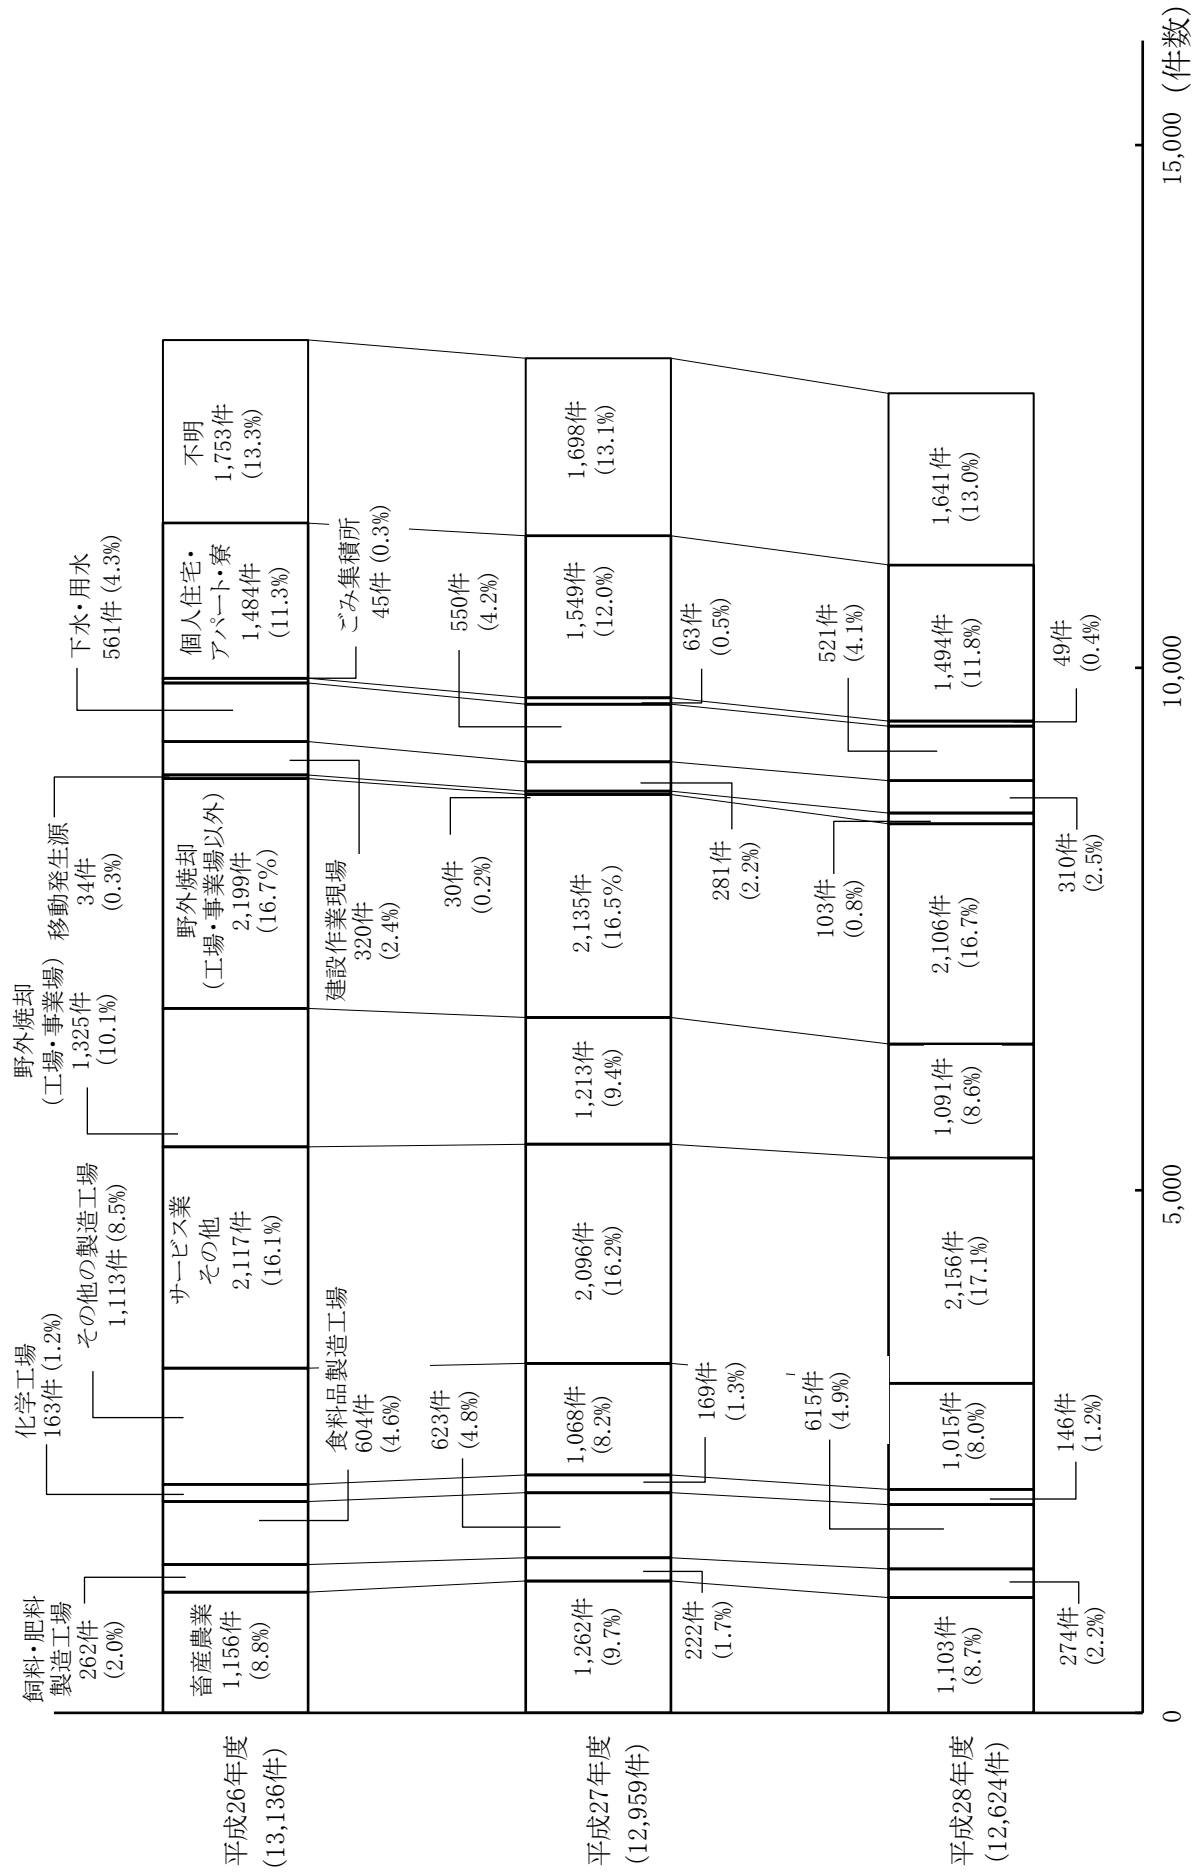 飼料・肥料
製造工場
262件
(2.0%)
化学工場
163件 (1.2%)
その他の製造工場
1,113件 (8.5%)
野外焼却
(工場・事業場)
1,325件
(10.1%)
移動発生源
34件
(0.3%)
下水・用水
561件 (4.3%)
平成26年度
(13,136件)
畜産農業
1,156件
(8.8%)
サービス業
その他
2,117件
(16.1%)
野外焼却
(工場・事業場以外)
2,199件
(16.7%)
個人住宅・
アパート・寮
1,484件
(11.3%)
不明
1,753件
(13.3%)
食料品製造工場
604件
(4.6%)
建設作業現場
320件
(2.4%)
ごみ集積所
45件 (0.3%)
623件
(4.8%)
30件
(0.2%)
550件
(4.2%)
平成27年度
(12,959件)
1,262件
(9.7%)
1,068件
(8.2%)
2,096件
(16.2%)
1,213件
(9.4%)
2,135件
(16.5%)
1,549件
(12.0%)
1,698件
(13.1%)
222件
(1.7%)
169件
(1.3%)
281件
(2.2%)
63件
(0.5%)
615件
(4.9%)
103件
(0.8%)
521件
(4.1%)
平成28年度
(12,624件)
1,103件
(8.7%)
1,015件
(8.0%)
2,156件
(17.1%)
1,091件
(8.6%)
2,106件
(16.7%)
1,494件
(11.8%)
1,641件
(13.0%)
274件
(2.2%)
146件
(1.2%)
310件
(2.5%)
49件
(0.4%)
0
5,000
10,000
15,000
(件数)